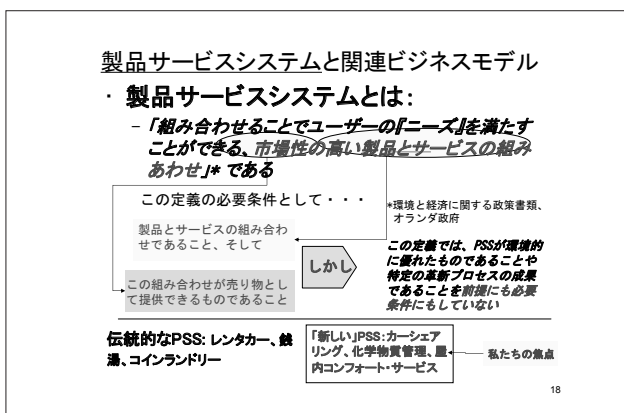 製品サービスシステムと関連ビジネスモデル
・ 製品サービスシステムとは:
– 「組み合わせることでユーザーの『ニーズ』を満たす
ことができる、市場性の高い製品とサービスの組み
あわせ」* である
この定義の必要条件として・・・
製品とサービスの組み合わ
せであること、そして
この組み合わせが売り物とし
て提供できるものであること
しかし
*環境と経済に関する政策書類、
オランダ政府
この定義では、PSSが環境的
に優れたものであることや
特定の革新プロセスの成果
であることを前提にも必要
条件にもしていない
伝統的なPSS: レンタカー、銭
湯、コインランドリー
「新しい」PSS:カーシェア
リング、化学物質管理、屋
内コンフォート・サービス
私たちの焦点
18